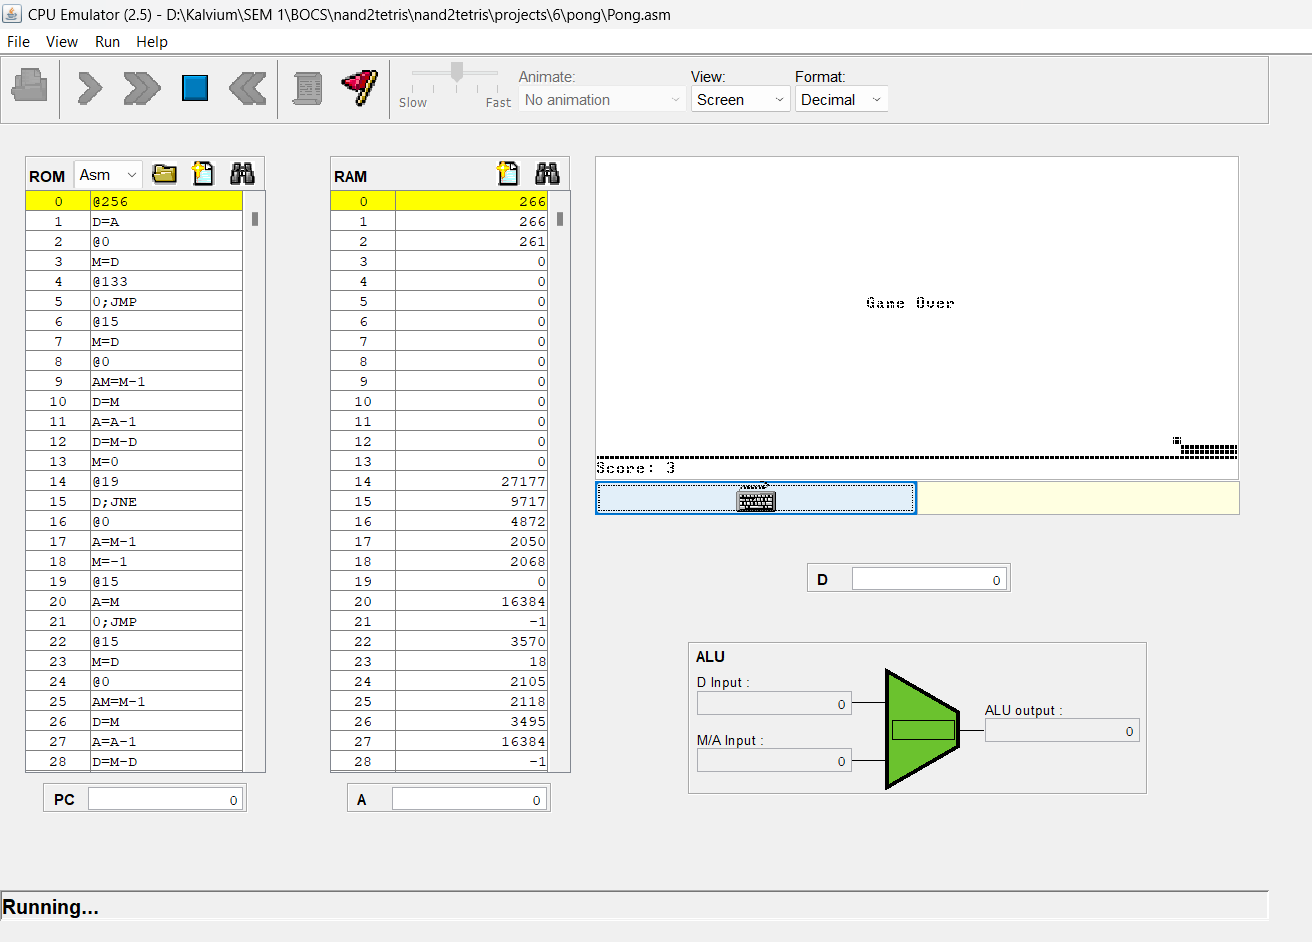 CPU Emulator (2.5) - D:\Kalvium\SEM 1\BOCS\nand2tetris\nand2tetris\projects\6\pong\Pong.asm
File View Run Help
Slow Fast
Animate:
No animation
View:
Screen
Format:
Decimal
ROM Asm
0 @256
1 D=A
2 @0
3 M=D
4 @133
5 0;JMP
6 @15
7 M=D
8 @0
9 AM=M-1
10 D=M
11 A=A-1
12 D=M-D
13 M=0
14 @19
15 D;JNE
16 @0
17 A=M-1
18 M=-1
19 @15
20 A=M
21 0;JMP
22 @15
23 M=D
24 @0
25 AM=M-1
26 D=M
27 A=A-1
28 D=M-D
PC 0
RAM
0 266
1 266
2 261
3 0
4 0
5 0
6 0
7 0
8 0
9 0
10 0
11 0
12 0
13 0
14 27177
15 9717
16 4872
17 2050
18 2068
19 0
20 16384
21 -1
22 3570
23 18
24 2105
25 2118
26 3495
27 16384
28 -1
A 0
Game Over
Score: 3
D 0
ALU
D Input :
0
M/A Input :
0
ALU output :
0
Running...